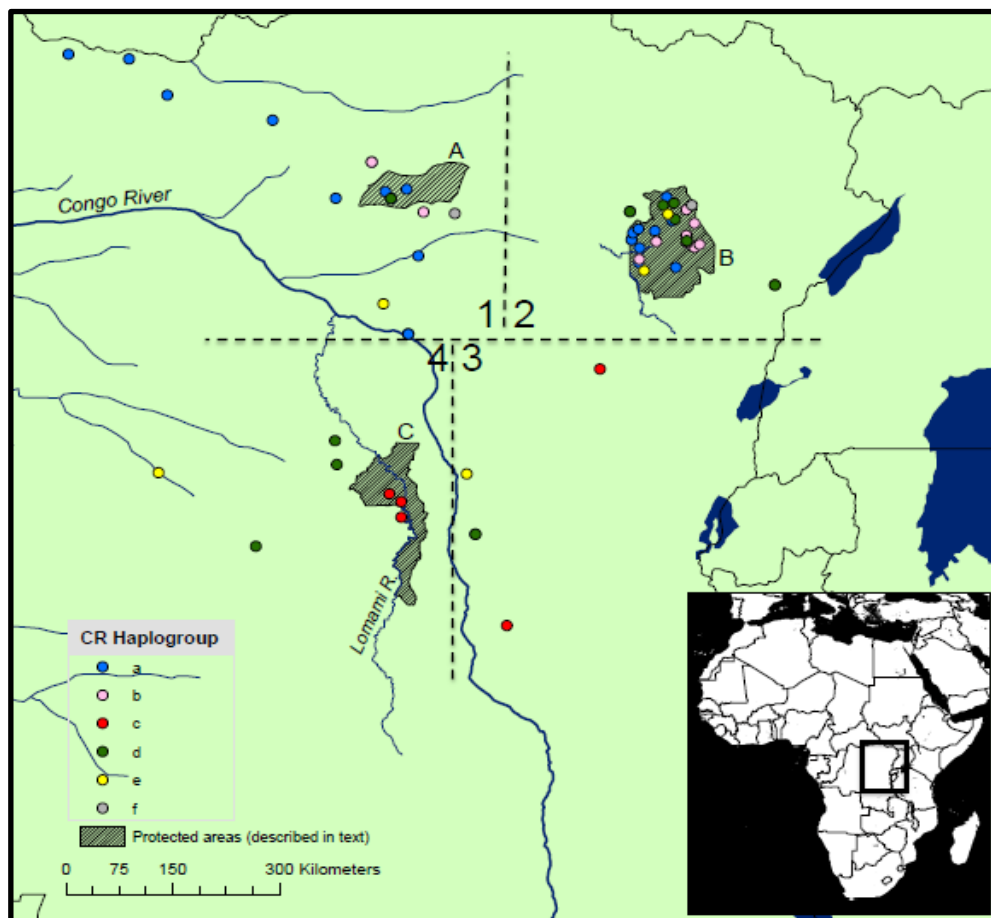 A
Congo River
B
1 2
4 3
C
Lomami R.
CR Haplogroup
a
b
c
d
e
f
Protected areas (described in text)
0 75 150 300 Kilometers